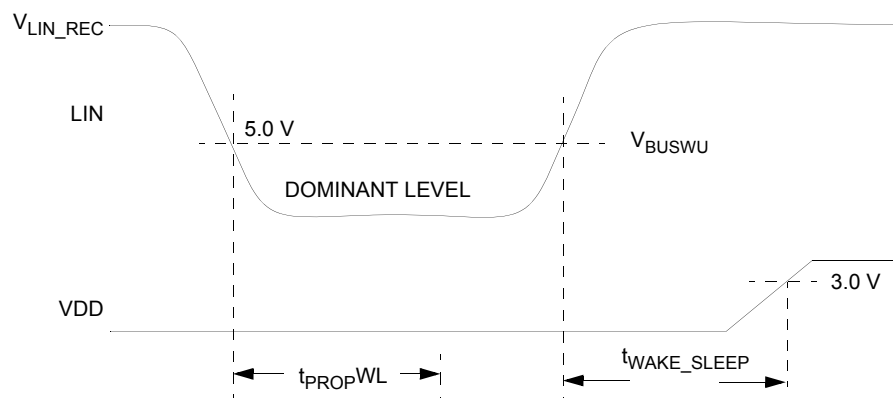 VLIN_REC
LIN
5.0 V
VBUSWU
DOMINANT LEVEL
3.0 V
VDD
tPROPWL
tWAKE_SLEEP